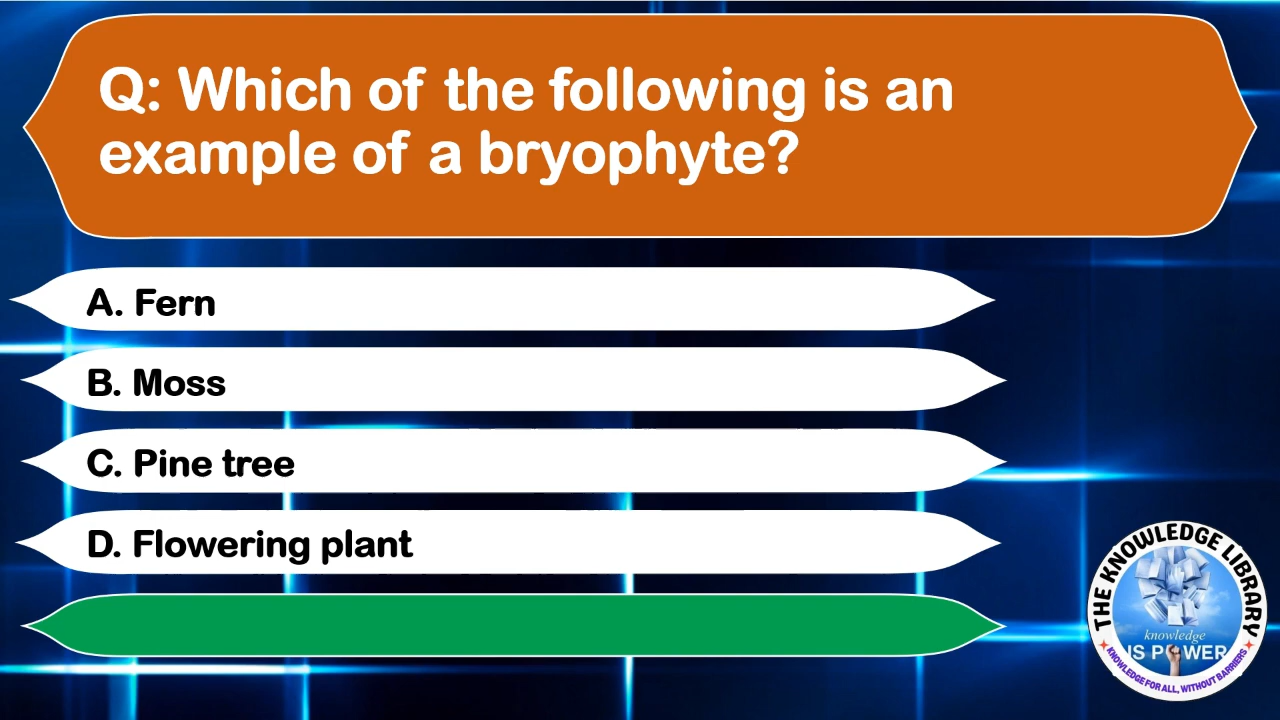 Q: Which of the following is an
example of a bryophyte?
A. Fern
B. Moss
C. Pine tree
D. Flowering plant
THE KNOWLEDGE LIBRARY
knowledge
IS POWER
KNOWLEDGE FOR ALL, WITHOUT BARRIERS